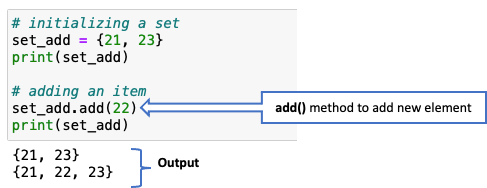 # initializing a set
set_add = {21, 23}
print(set_add)
# adding an item
set_add.add(22)
add() method to add new element
print(set_add)
{21, 23}
{21, 22, 23}
Output